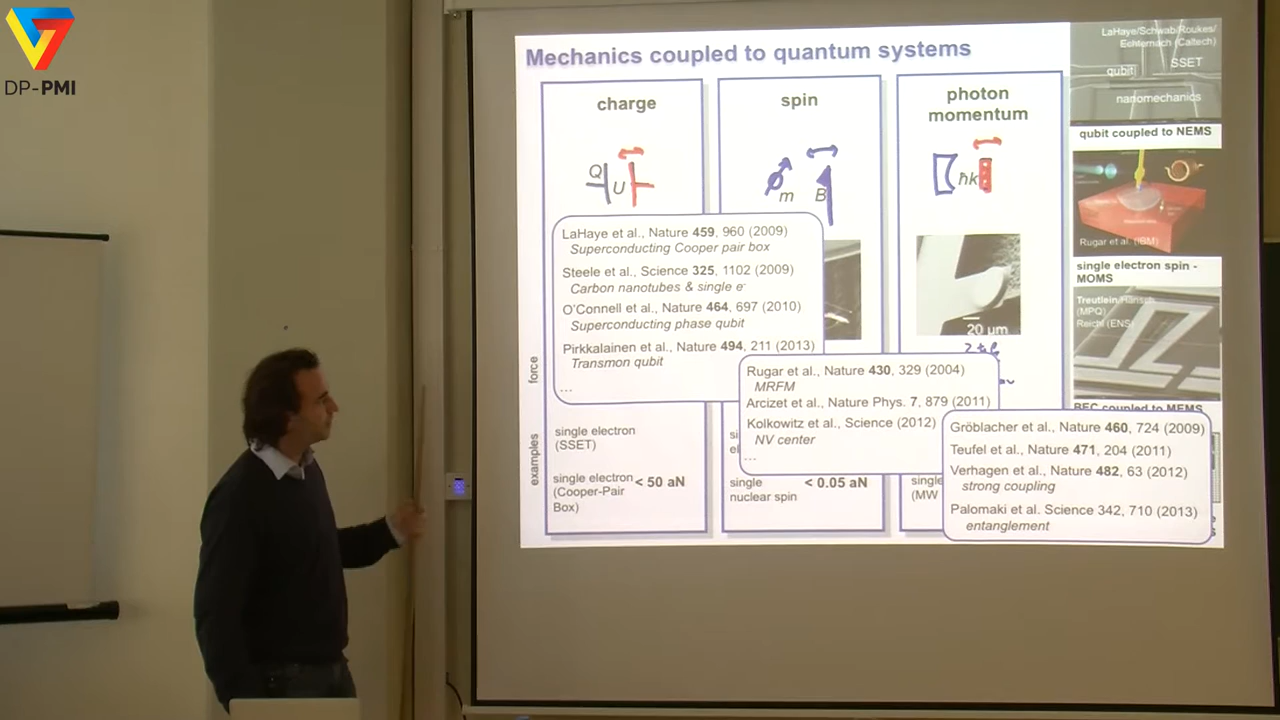 DP-PMI
Mechanics coupled to quantum systems
charge
Q
U
LaHaye et al., Nature 459, 960 (2009)
Superconducting Cooper pair box
Steele et al., Science 325, 1102 (2009)
Carbon nanotubes & single e-
O'Connell et al., Nature 464, 697 (2010)
Superconducting phase qubit
Pirkkalainen et al., Nature 494, 211 (2013)
Transmon qubit
...
force
examples
single electron
(SSET)
single electron
(Cooper-Pair
Box)
< 50 aN
spin
m
B
Rugar et al., Nature 430, 329 (2004)
MRFM
Arcizet et al., Nature Phys. 7, 879 (2011)
Kolkowitz et al., Science (2012)
NV center
...
single
nuclear spin
< 0.05 aN
photon
momentum
ħk
20 µm
single
(MW
Gröblacher et al., Nature 460, 724 (2009)
Teufel et al., Nature 471, 204 (2011)
Verhagen et al., Nature 482, 63 (2012)
strong coupling
Palomaki et al. Science 342, 710 (2013)
entanglement
LaHaye/Schwab/Roukes/
Echternach (Caltech)
SSET
qubit
nanomechanics
qubit coupled to NEMS
Rugar et al. (IBM)
single electron spin -
MOMS
Treutlein/Hänsch
(MPQ)
Reichl (ENS)
BEC coupled to MEMS